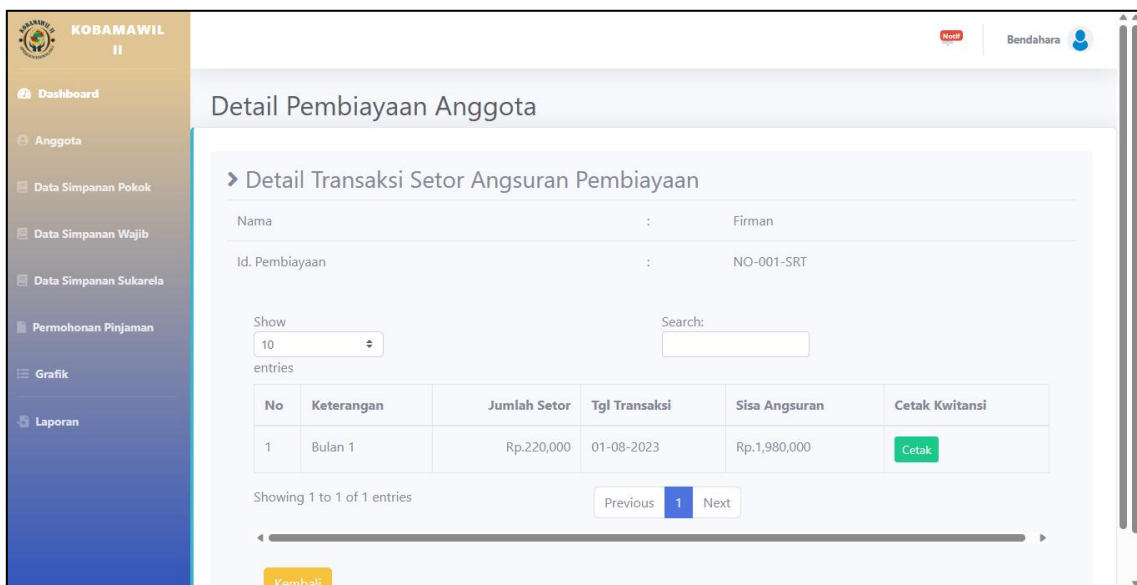 KOBAMAWIL
II
Notif
Bendahara
Dashboard
Anggota
Data Simpanan Pokok
Data Simpanan Wajib
Data Simpanan Sukarela
Permohonan Pinjaman
Grafik
Laporan
Detail Pembiayaan Anggota
Detail Transaksi Setor Angsuran Pembiayaan
Nama : Firman
Id. Pembiayaan : NO-001-SRT
Show
10
entries
Search:
No Keterangan Jumlah Setor Tgl Transaksi Sisa Angsuran Cetak Kwitansi
1 Bulan 1 Rp.220,000 01-08-2023 Rp.1,980,000 Cetak
Showing 1 to 1 of 1 entries
Previous 1 Next
Kembali